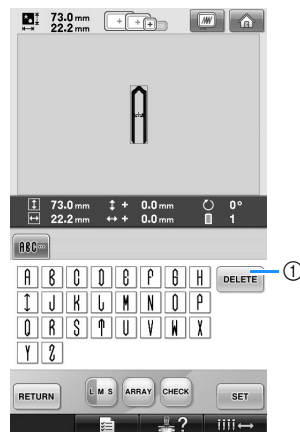 73.0 mm
22.2 mm
73.0 mm + 0.0 mm 0°
22.2 mm + 0.0 mm 1
ABC
A B C D E F G H DELETE ①
I J K L M N O P
Q R S T U V W X
Y Z
RETURN L M S ARRAY CHECK SET
?